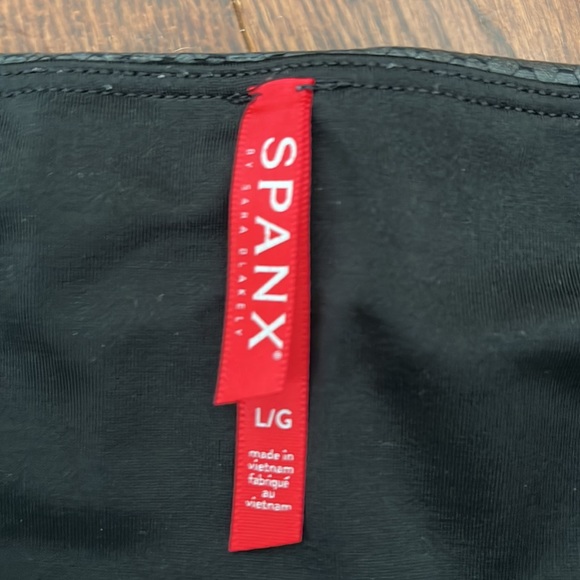 SPANX®
BY SARA BLAKELY
L/G
made in
vietnam
fabriqué
au
vietnam